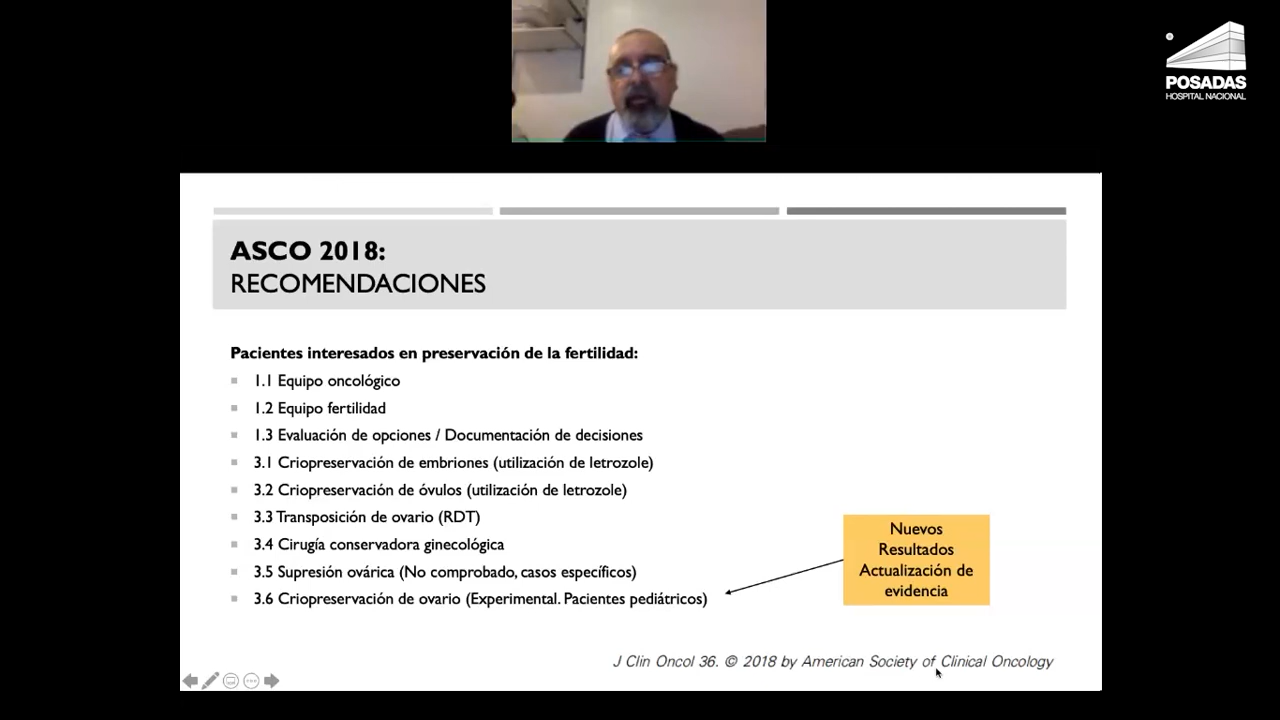 POSADAS
HOSPITAL NACIONAL
ASCO 2018:
RECOMENDACIONES
Pacientes interesados en preservación de la fertilidad:
1.1 Equipo oncológico
1.2 Equipo fertilidad
1.3 Evaluación de opciones / Documentación de decisiones
3.1 Criopreservación de embriones (utilización de letrozole)
3.2 Criopreservación de óvulos (utilización de letrozole)
3.3 Transposición de ovario (RDT)
3.4 Cirugía conservadora ginecológica
3.5 Supresión ovárica (No comprobado, casos específicos)
3.6 Criopreservación de ovario (Experimental. Pacientes pediátricos)
Nuevos
Resultados
Actualización de
evidencia
J Clin Oncol 36. © 2018 by American Society of Clinical Oncology